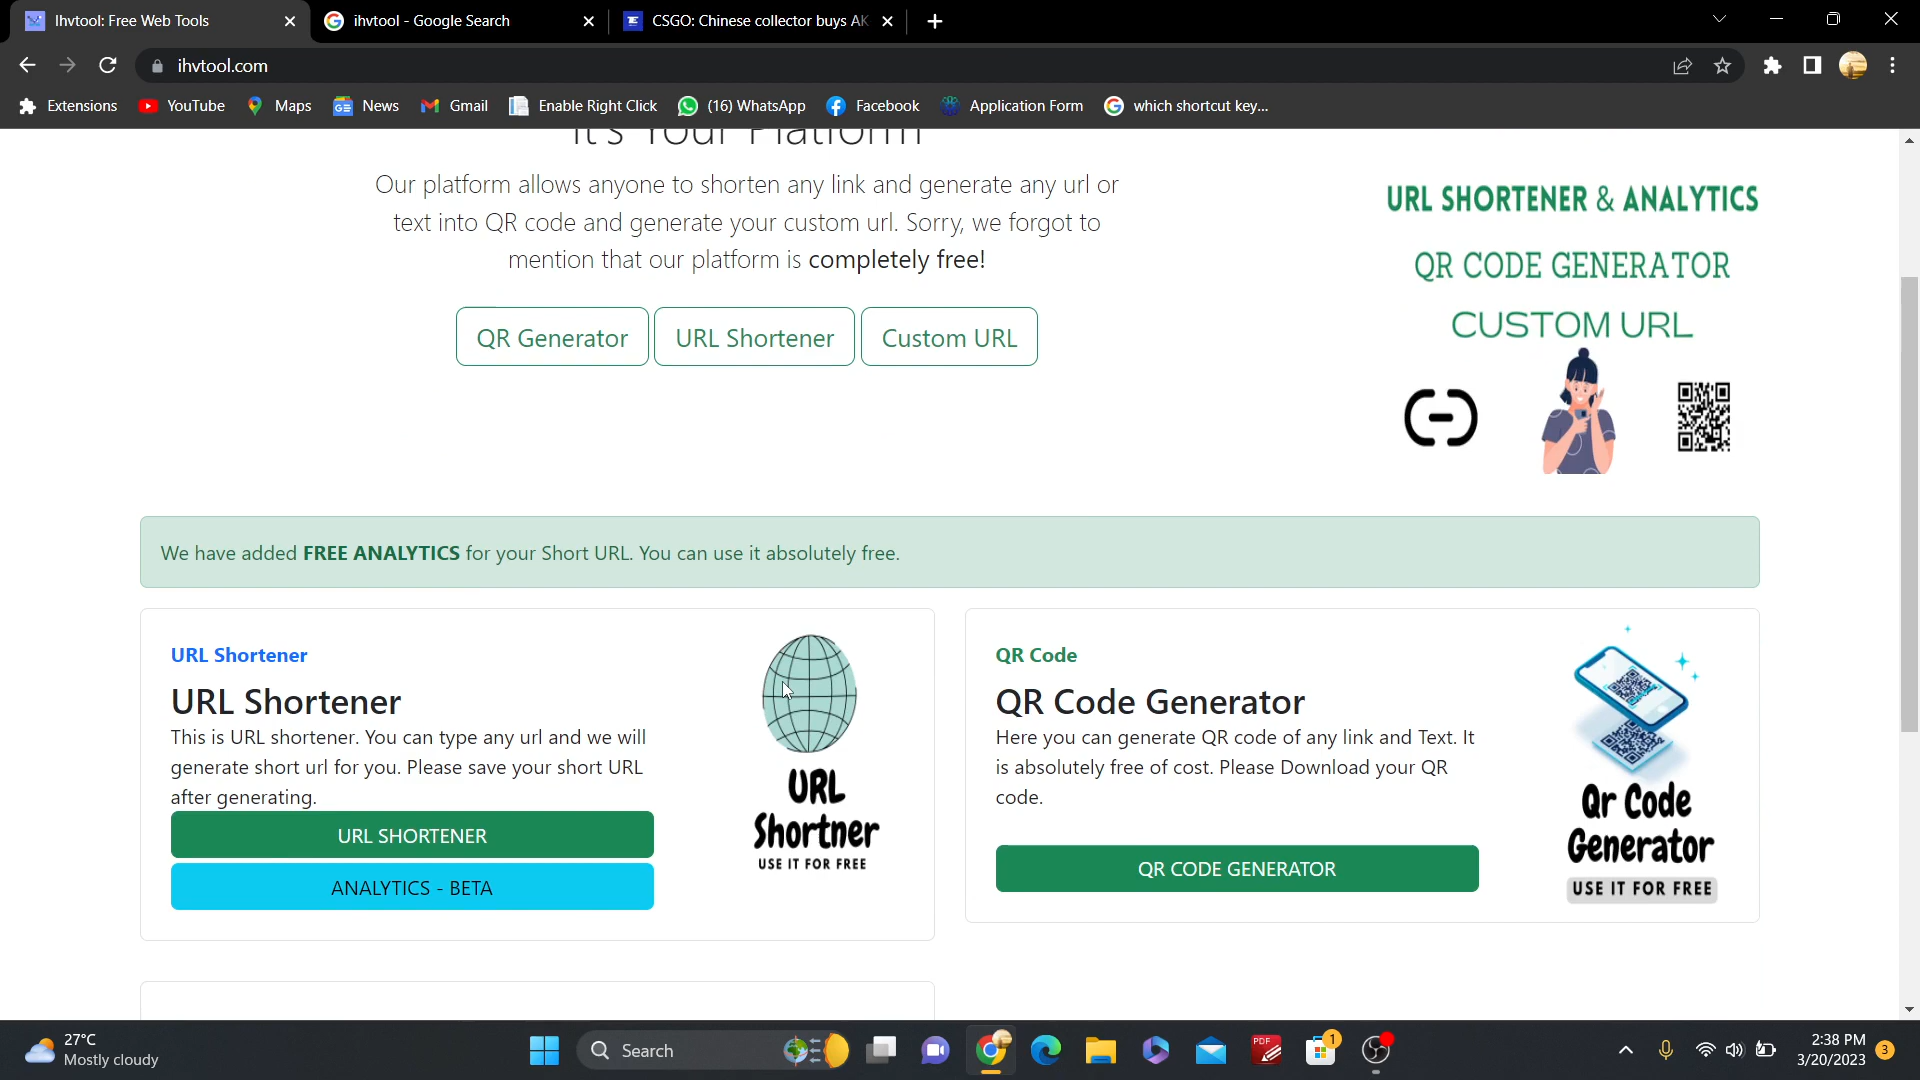 Ihvtool: Free Web Tools
ihvtool - Google Search
CSGO: Chinese collector buys AK
ihvtool.com
Extensions
YouTube
Maps
News
Gmail
Enable Right Click
(16) WhatsApp
Facebook
Application Form
which shortcut key...
It's Your Platform
Our platform allows anyone to shorten any link and generate any url or
text into QR code and generate your custom url. Sorry, we forgot to
mention that our platform is completely free!
QR Generator
URL Shortener
Custom URL
URL SHORTENER & ANALYTICS
QR CODE GENERATOR
CUSTOM URL
We have added FREE ANALYTICS for your Short URL. You can use it absolutely free.
URL Shortener
URL Shortener
This is URL shortener. You can type any url and we will
generate short url for you. Please save your short URL
after generating.
URL SHORTENER
ANALYTICS - BETA
URL
Shortner
USE IT FOR FREE
QR Code
QR Code Generator
Here you can generate QR code of any link and Text. It
is absolutely free of cost. Please Download your QR
code.
QR CODE GENERATOR
Qr Code
Generator
USE IT FOR FREE
27°C
Mostly cloudy
Search
PDF
1
2:38 PM
3/20/2023
3